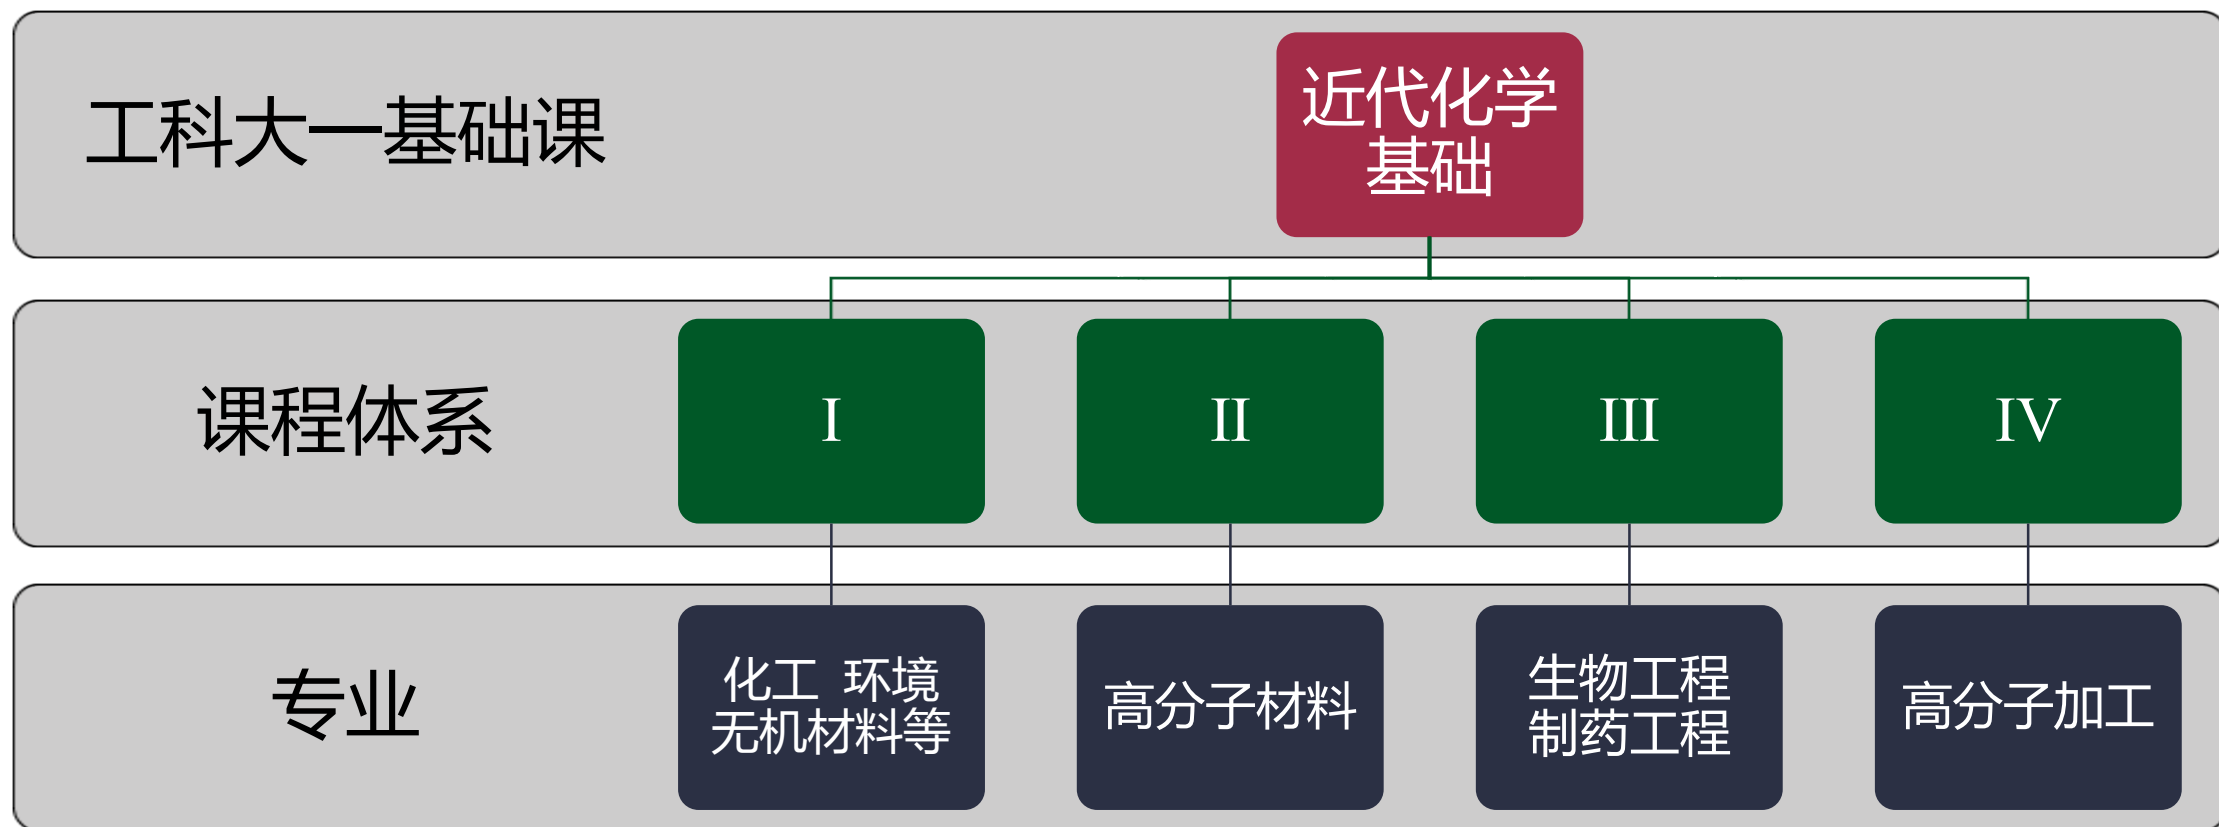 工科大一基础课
近代化学
基础
课程体系
I
II
III
IV
专业
化工 环境
无机材料等
高分子材料
生物工程
制药工程
高分子加工